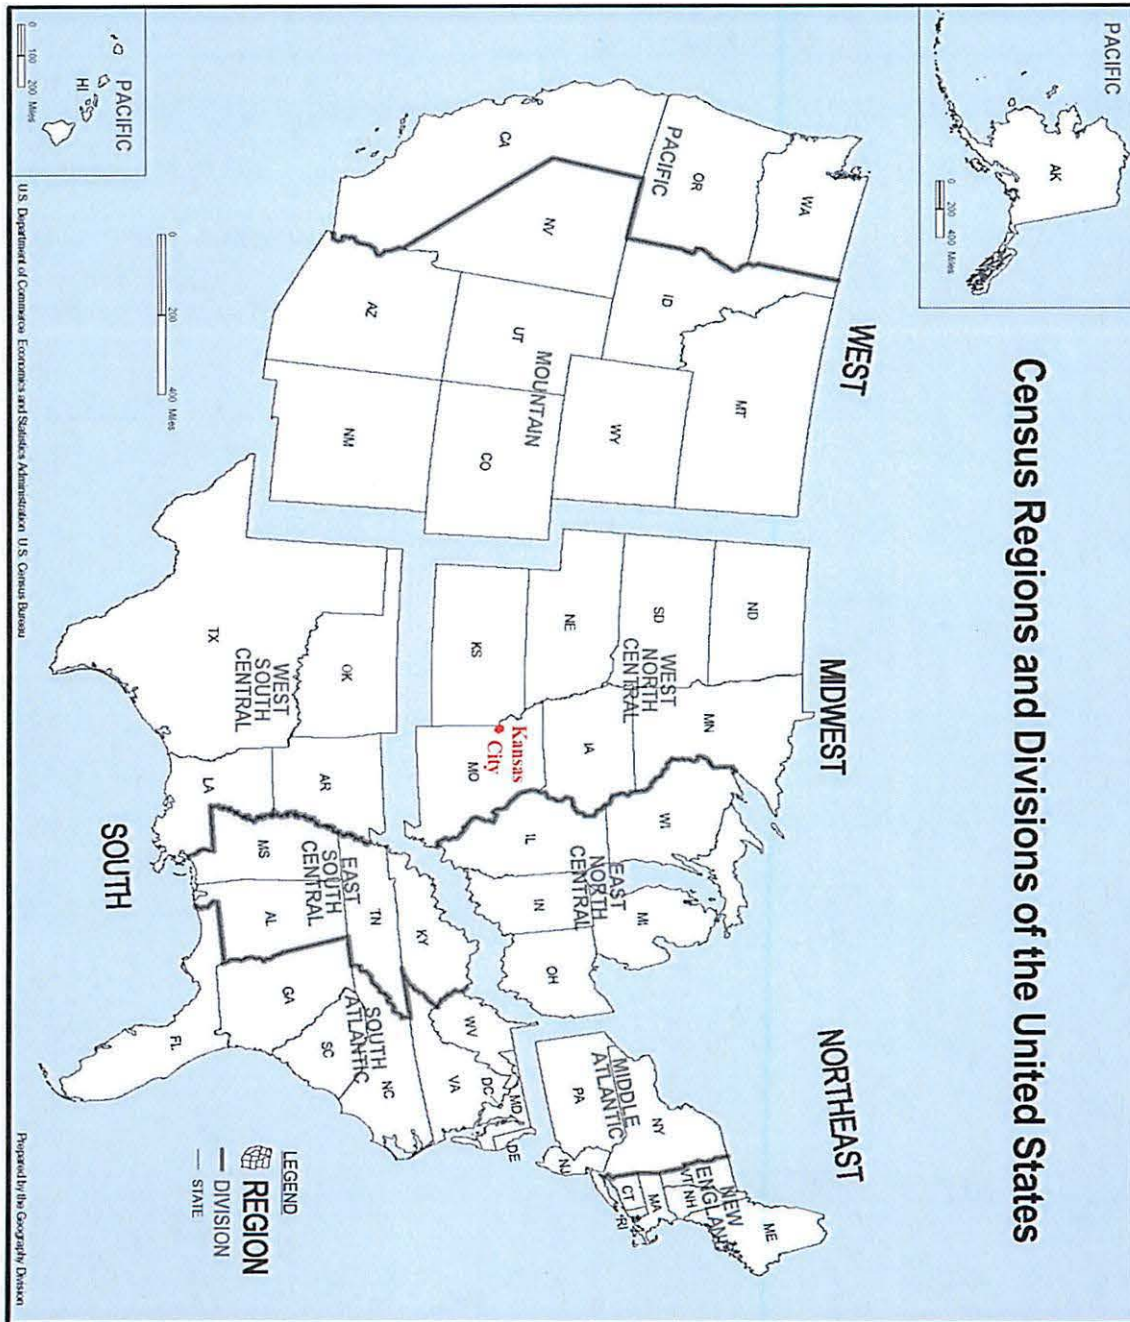 Census Regions and Divisions of the United States
PACIFIC
AK
0 200 400 Miles
WEST
MIDWEST
NORTHEAST
WA
MT
ND
MN
ME
OR
ID
SD
WI
VT
NH
NEW
ENGLAND
PACIFIC
WY
WEST
NORTH
CENTRAL
MI
NY
MA
CT
RI
MIDDLE
ATLANTIC
NV
UT
MOUNTAIN
NE
IA
EAST
NORTH
CENTRAL
PA
NJ
CA
CO
KS
Kansas
City
MO
IL
IN
OH
WV
MD
DE
DC
VA
AZ
NM
OK
AR
KY
TN
NC
EAST
SOUTH
CENTRAL
SOUTH
ATLANTIC
SC
TX
WEST
SOUTH
CENTRAL
LA
MS
AL
GA
FL
SOUTH
PACIFIC
HI
0 100 200 Miles
0 200 400 Miles
LEGEND
REGION
DIVISION
STATE
U.S. Department of Commerce Economics and Statistics Administration U.S. Census Bureau
Prepared by the Geography Division